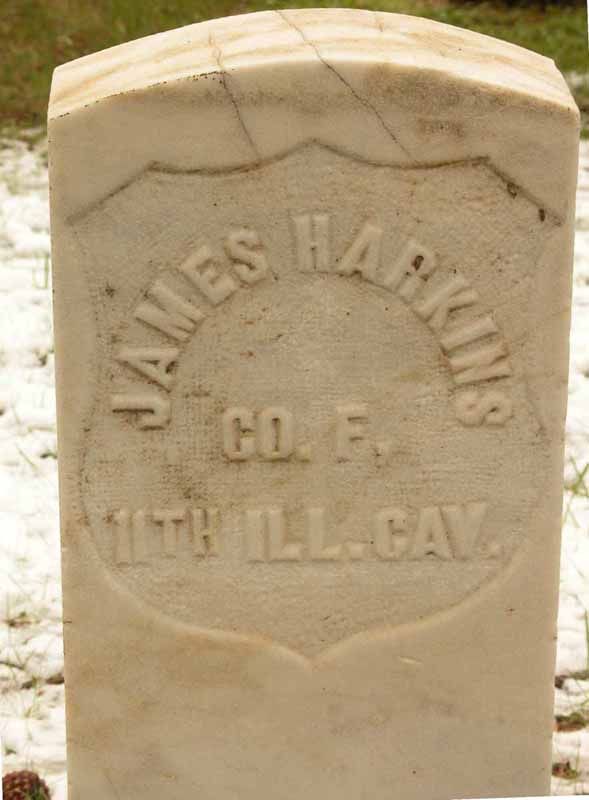 JAMES HARKINS
CO. F.
11TH ILL. CAV.